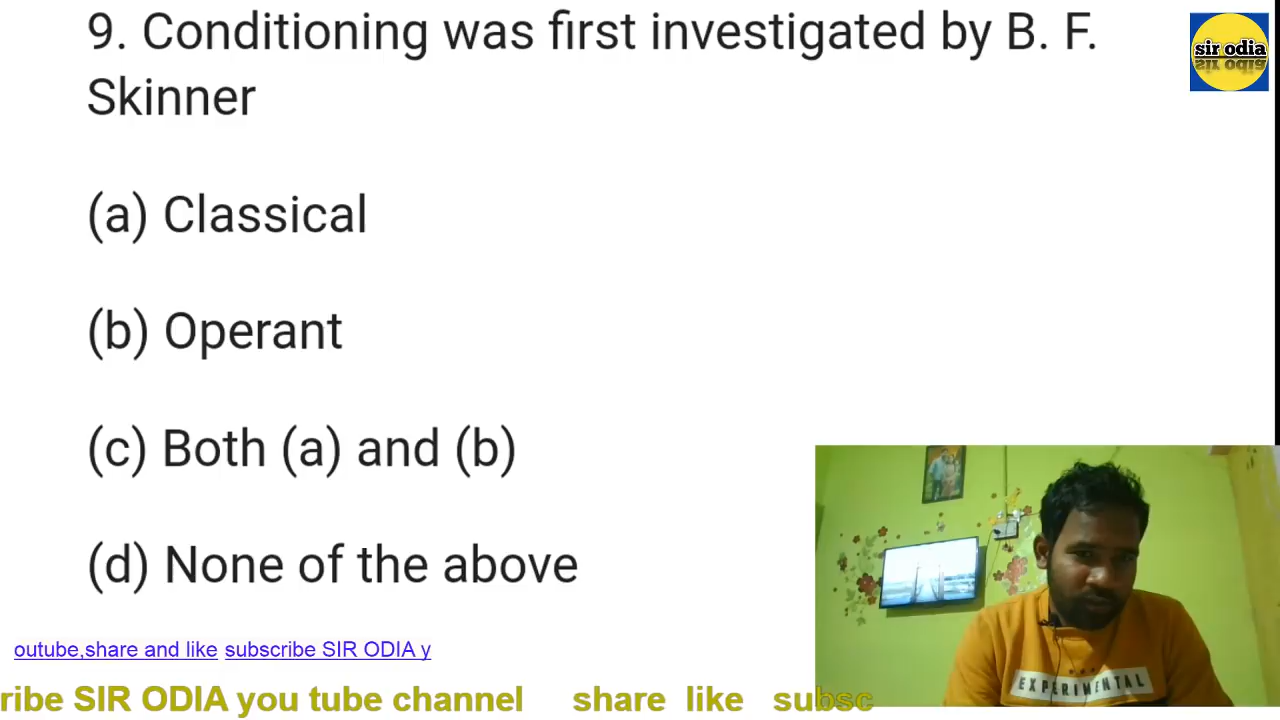 9. Conditioning was first investigated by B. F.
Skinner
sir odia
(a) Classical
(b) Operant
(c) Both (a) and (b)
(d) None of the above
EXPERIMENTAL
outube,share and like subscribe SIR ODIA y
ribe SIR ODIA you tube channel share like subsc